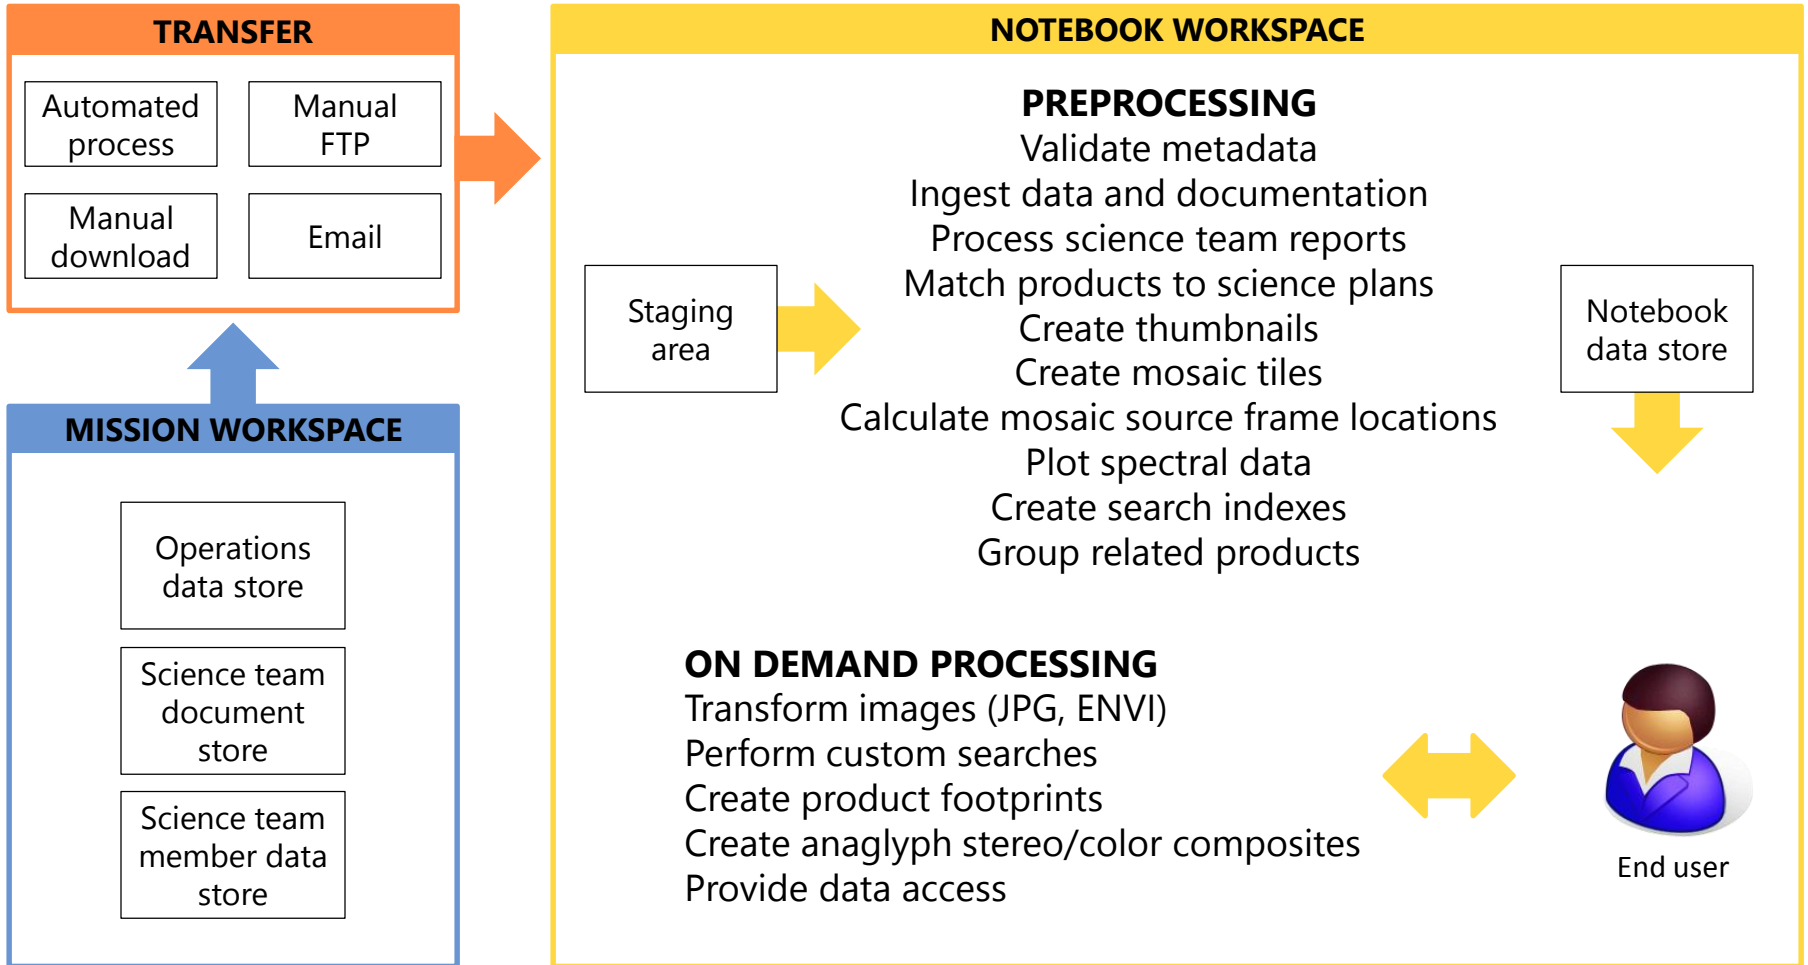 TRANSFER
Automated
process
Manual
FTP
Manual
download
Email
MISSION WORKSPACE
Operations
data store
Science team
document
store
Science team
member data
store
NOTEBOOK WORKSPACE
Staging
area
PREPROCESSING
Validate metadata
Ingest data and documentation
Process science team reports
Match products to science plans
Create thumbnails
Create mosaic tiles
Calculate mosaic source frame locations
Plot spectral data
Create search indexes
Group related products
Notebook
data store
ON DEMAND PROCESSING
Transform images (JPG, ENVI)
Perform custom searches
Create product footprints
Create anaglyph stereo/color composites
Provide data access
End user